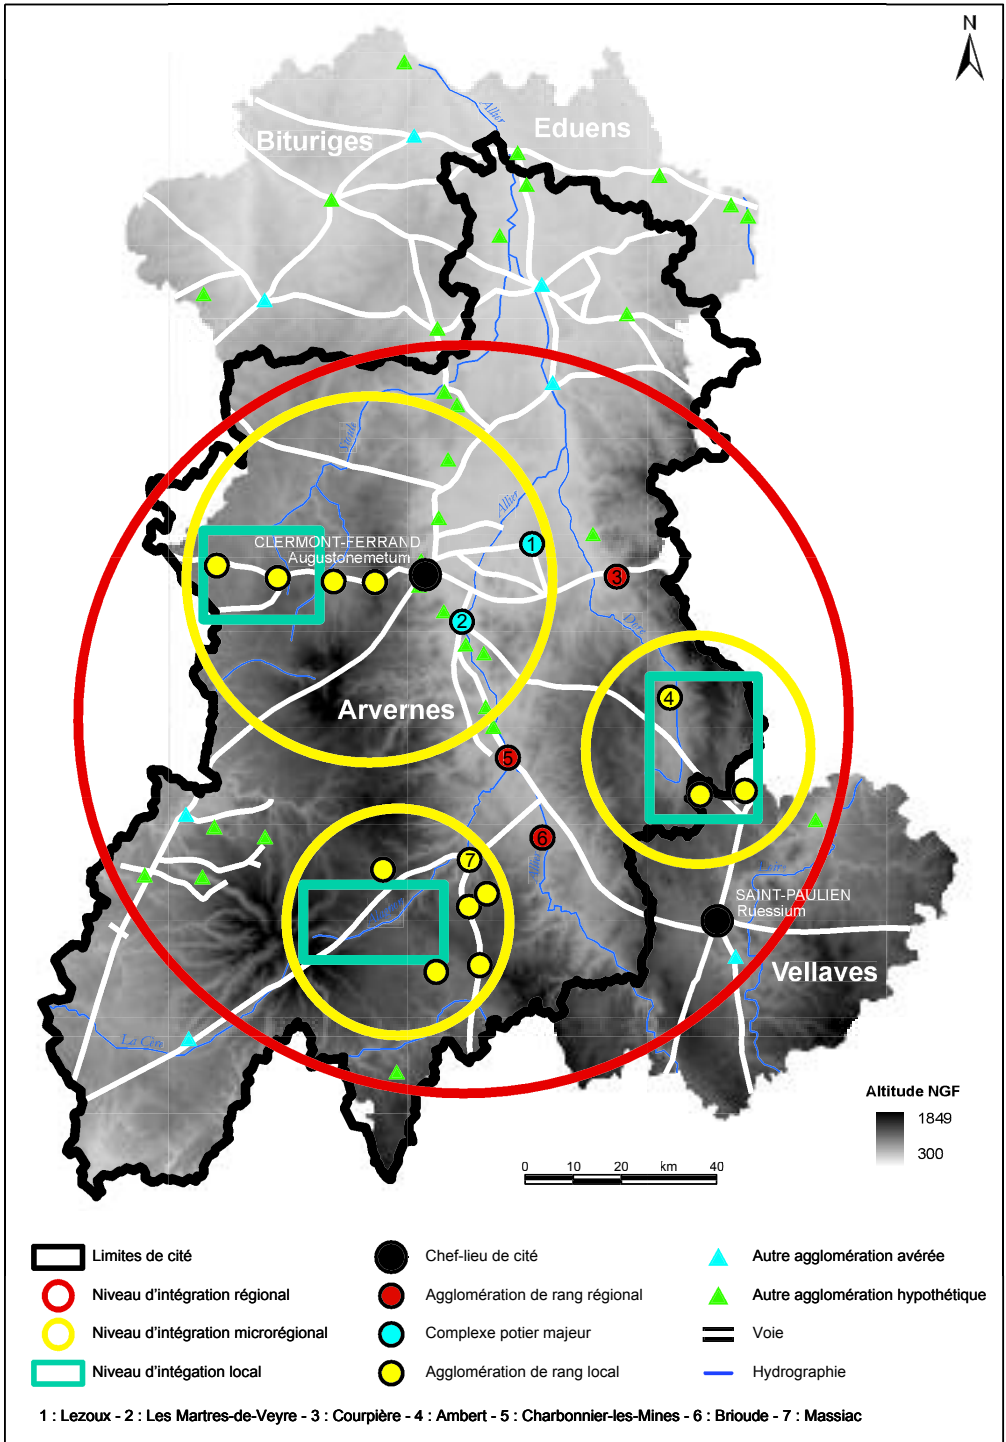 N
Allier
Bituriges
Eduens
Sioule
Allier
CLERMONT-FERRAND
Augustonemetum
1
3
2
Dore
4
Arvernes
5
6
7
Allier
Alagnon
Loire
SAINT-PAULIEN
Ruessium
Vellaves
La Cère
Altitude NGF
1849
300
0 10 20 km 40
Limites de cité
Chef-lieu de cité
Autre agglomération avérée
Niveau d'intégration régional
Agglomération de rang régional
Autre agglomération hypothétique
Niveau d'intégration microrégional
Complexe potier majeur
Voie
Niveau d'intégation local
Agglomération de rang local
Hydrographie
1 : Lezoux - 2 : Les Martres-de-Veyre - 3 : Courpière - 4 : Ambert - 5 : Charbonnier-les-Mines - 6 : Brioude - 7 : Massiac